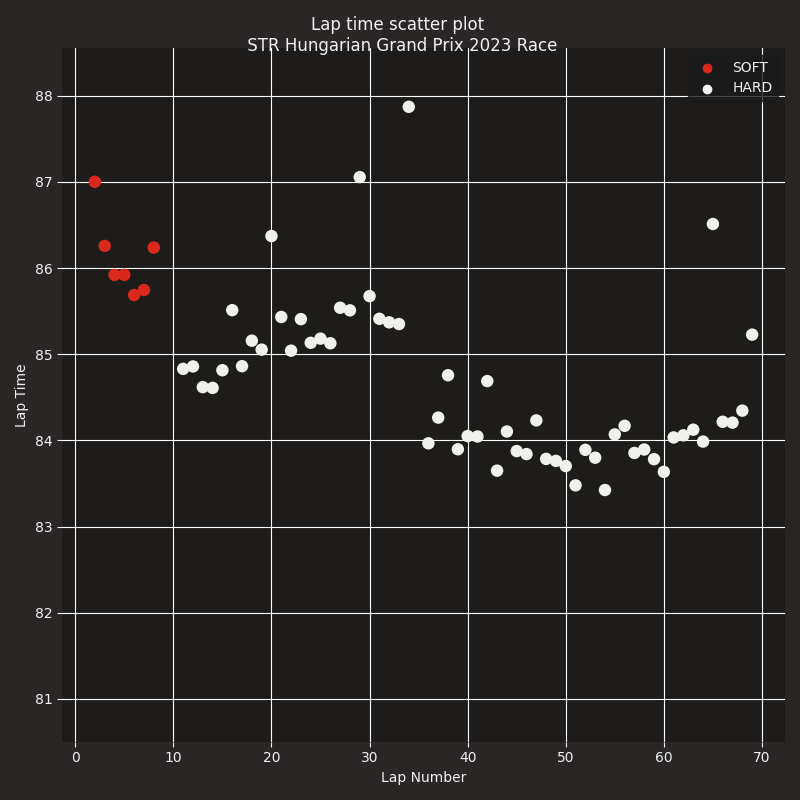 Lap time scatter plot
STR Hungarian Grand Prix 2023 Race
SOFT
HARD
88
87
86
85
84
83
82
81
Lap Time
0 10 20 30 40 50 60 70
Lap Number